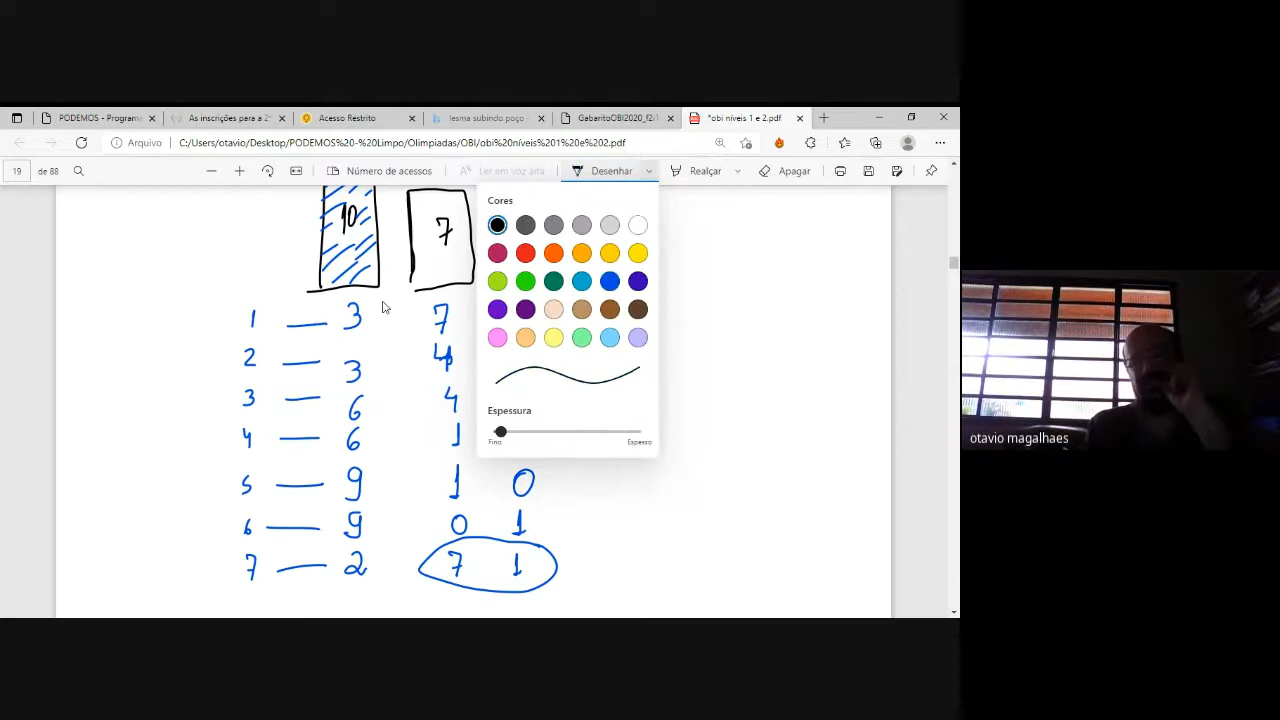 PODEMOS - Programa
As inscrições para a 2ª
Acesso Restrito
lesma subindo poço -
GabaritoOBI2020_f2i1
*obi niveis 1 e 2.pdf
Arquivo
C:/Users/otavio/Desktop/PODEMOS%20-%20Limpo/Olimpiadas/OBI/obi%20níveis%201%20e%202.pdf
19 de 88
Número de acessos
Ler em voz alta
Desenhar
Realçar
Apagar
Cores
10 7
1 — 3 7
2 — 3 4
3 — 6 4
4 — 6 1
Espessura
Fino Espesso
5 — 9 1 0
6 — 9 0 1
7 — 2 7 1
otavio magalhaes